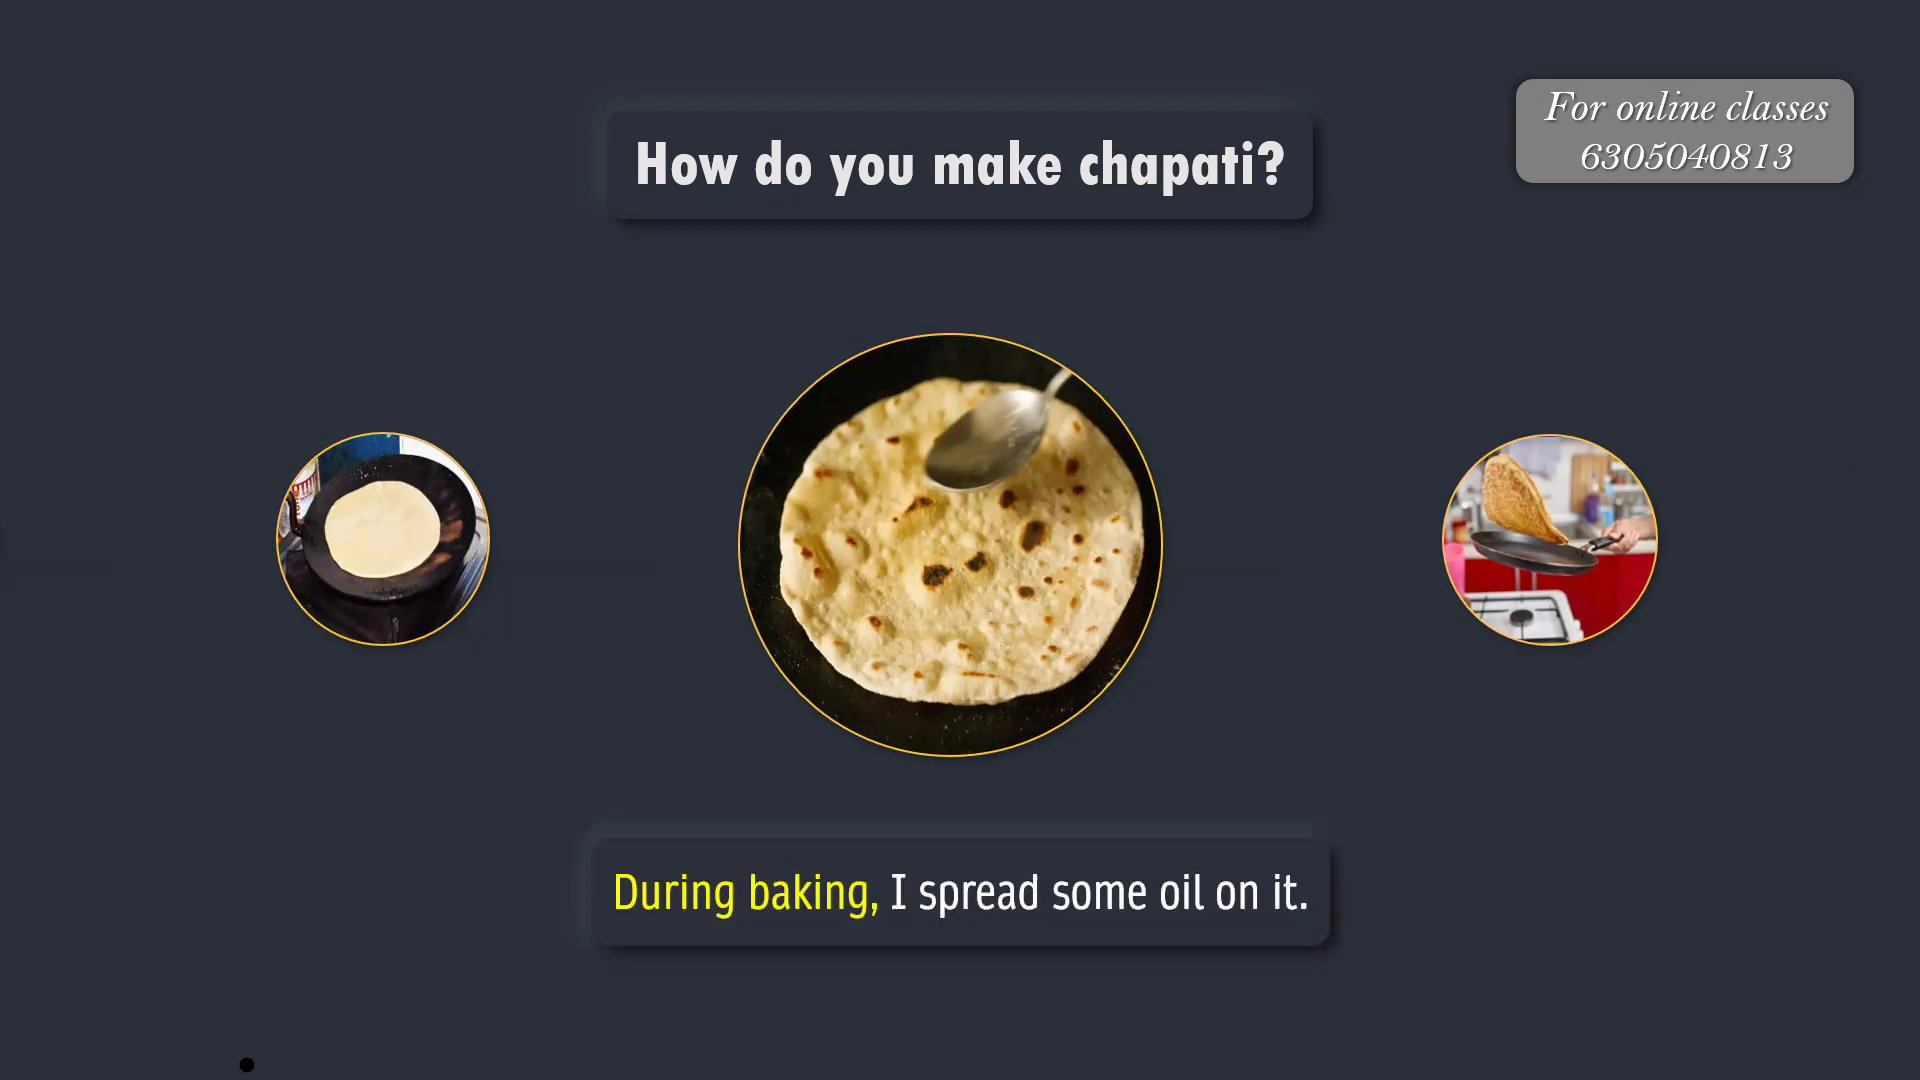 For online classes
6305040813
How do you make chapati?
During baking, I spread some oil on it.